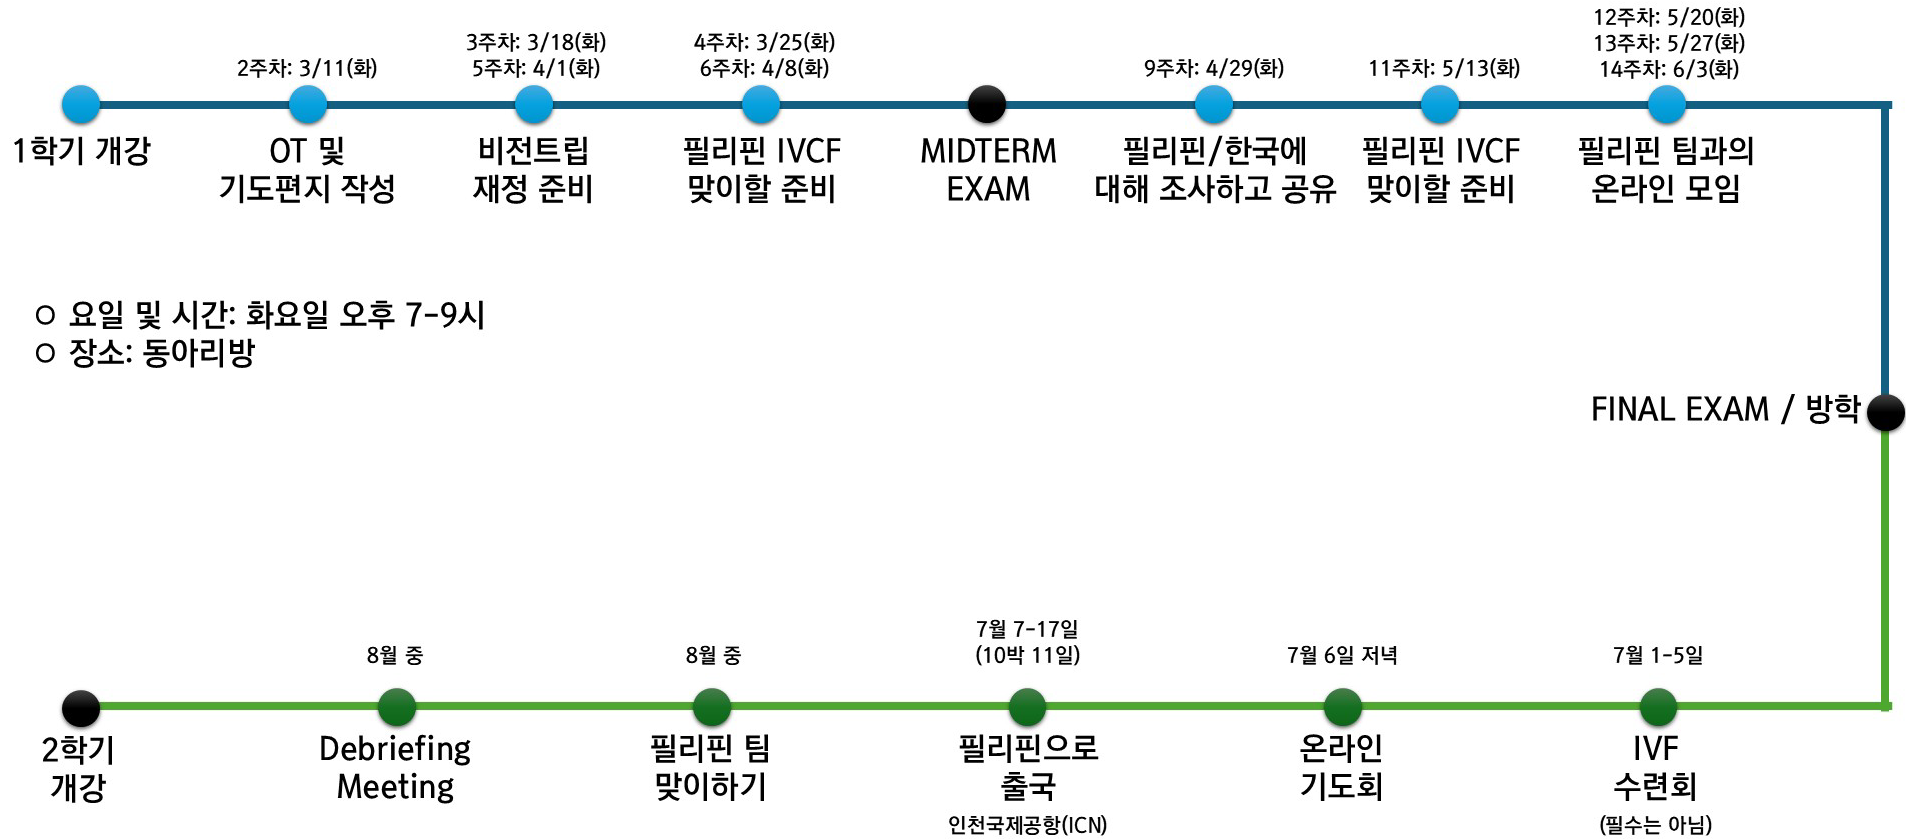 1학기 개강
2주차: 3/11(화)
OT 및
기도편지 작성
3주차: 3/18(화)
5주차: 4/1(화)
비전트립
재정 준비
4주차: 3/25(화)
6주차: 4/8(화)
필리핀 IVCF
맞이할 준비
MIDTERM
EXAM
9주차: 4/29(화)
필리핀/한국에
대해 조사하고 공유
11주차: 5/13(화)
필리핀 IVCF
맞이할 준비
12주차: 5/20(화)
13주차: 5/27(화)
14주차: 6/3(화)
필리핀 팀과의
온라인 모임
○ 요일 및 시간: 화요일 오후 7-9시
○ 장소: 동아리방
FINAL EXAM / 방학
7월 1-5일
IVF
수련회
(필수는 아님)
7월 6일 저녁
온라인
기도회
7월 7-17일
(10박 11일)
필리핀으로
출국
인천국제공항(ICN)
8월 중
필리핀 팀
맞이하기
8월 중
Debriefing
Meeting
2학기
개강